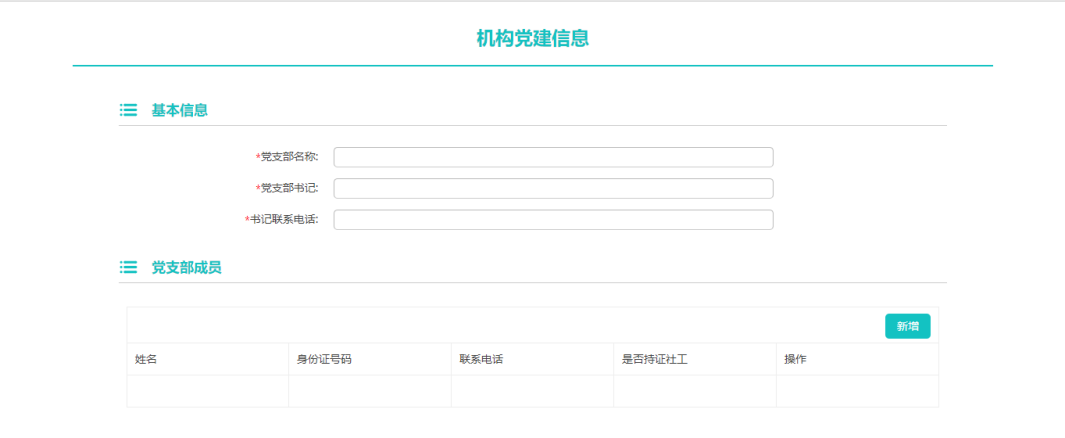 机构党建信息
基本信息
*党支部名称:
*党支部书记:
*书记联系电话:
党支部成员
新增
姓名 身份证号码 联系电话 是否持证社工 操作